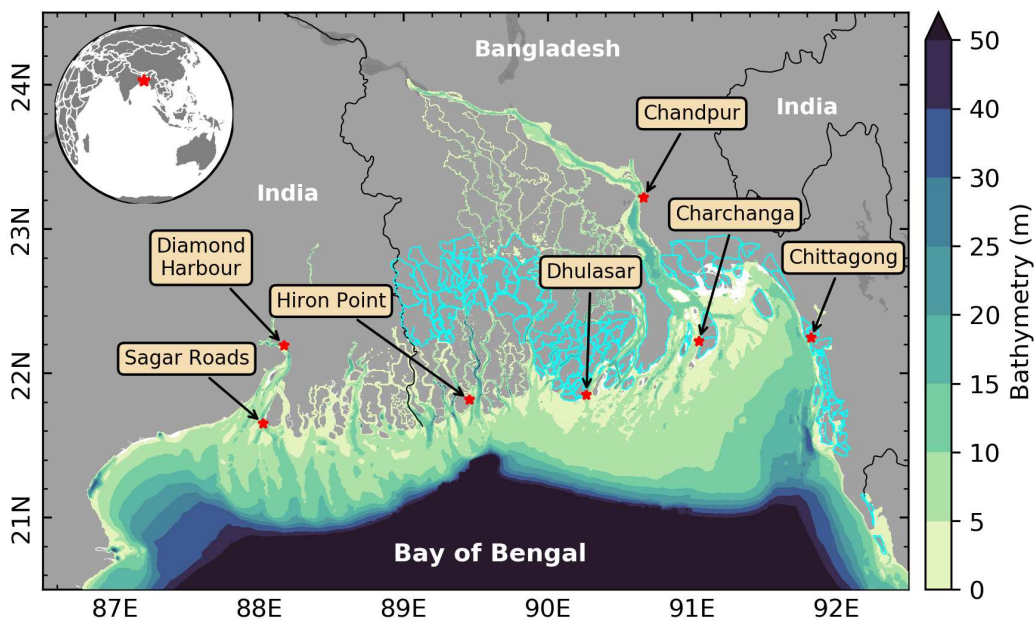 Bangladesh
India
India
Chandpur
Charchanga
Diamond
Harbour
Dhulasar
Chittagong
Hiron Point
Sagar Roads
Bay of Bengal
24N
23N
22N
21N
87E
88E
89E
90E
91E
92E
50
40
30
20
15
10
5
0
Bathymetry (m)